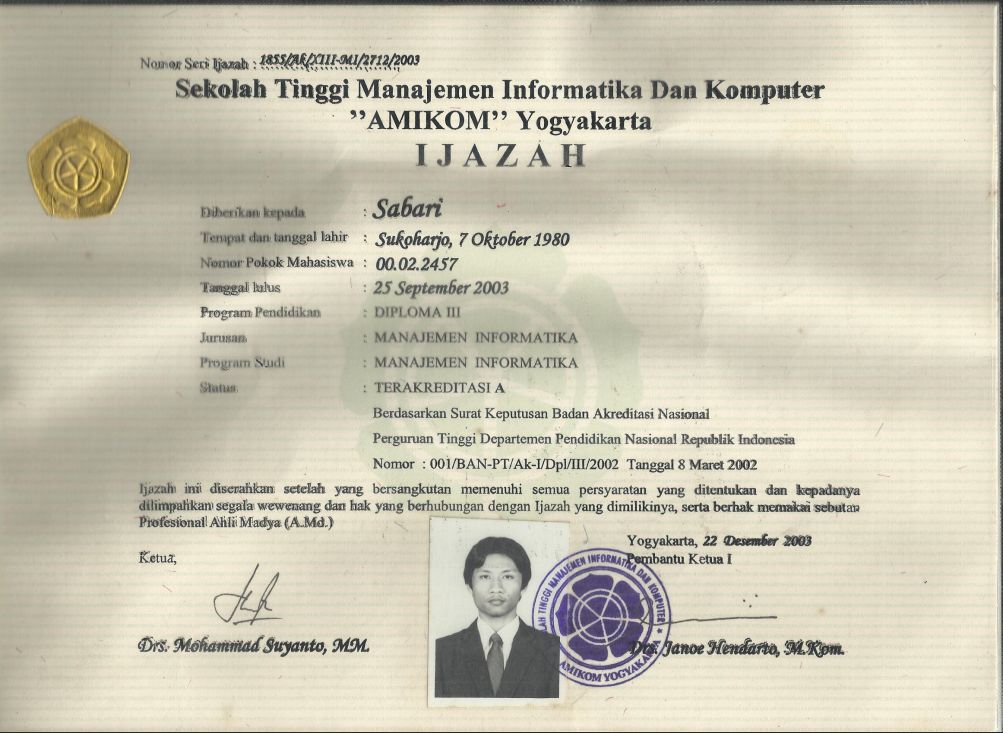 Nomor Seri Ijazah : 1855/Ak/XIII-MI/2712/2003
Sekolah Tinggi Manajemen Informatika Dan Komputer
”AMIKOM” Yogyakarta
IJAZAH
Diberikan kepada : Sabari
Tempat dan tanggal lahir : Sukoharjo, 7 Oktober 1980
Nomor Pokok Mahasiswa : 00.02.2457
Tanggal lulus : 25 September 2003
Program Pendidikan : DIPLOMA III
Jurusan : MANAJEMEN INFORMATIKA
Program Studi : MANAJEMEN INFORMATIKA
Status : TERAKREDITASI A
Berdasarkan Surat Keputusan Badan Akreditasi Nasional
Perguruan Tinggi Departemen Pendidikan Nasional Republik Indonesia
Nomor : 001/BAN-PT/Ak-I/Dpl/III/2002 Tanggal 8 Maret 2002
Ijazah ini diserahkan setelah yang bersangkutan memenuhi semua persyaratan yang ditentukan dan kepadanya
dilimpahkan segala wewenang dan hak yang berhubungan dengan Ijazah yang dimilikinya, serta berhak memakai sebutan
Profesional Ahli Madya (A.Md.)
Yogyakarta, 22 Desember 2003
Ketua,
Pembantu Ketua I
LAH TINGGI MANAJEMEN INFORMATIKA DAN KOMPUTER
AMIKOM YOGYAKARTA
Drs. Mohammad Suyanto, MM.
Drs. Janoe Hendarto, M.Kom.